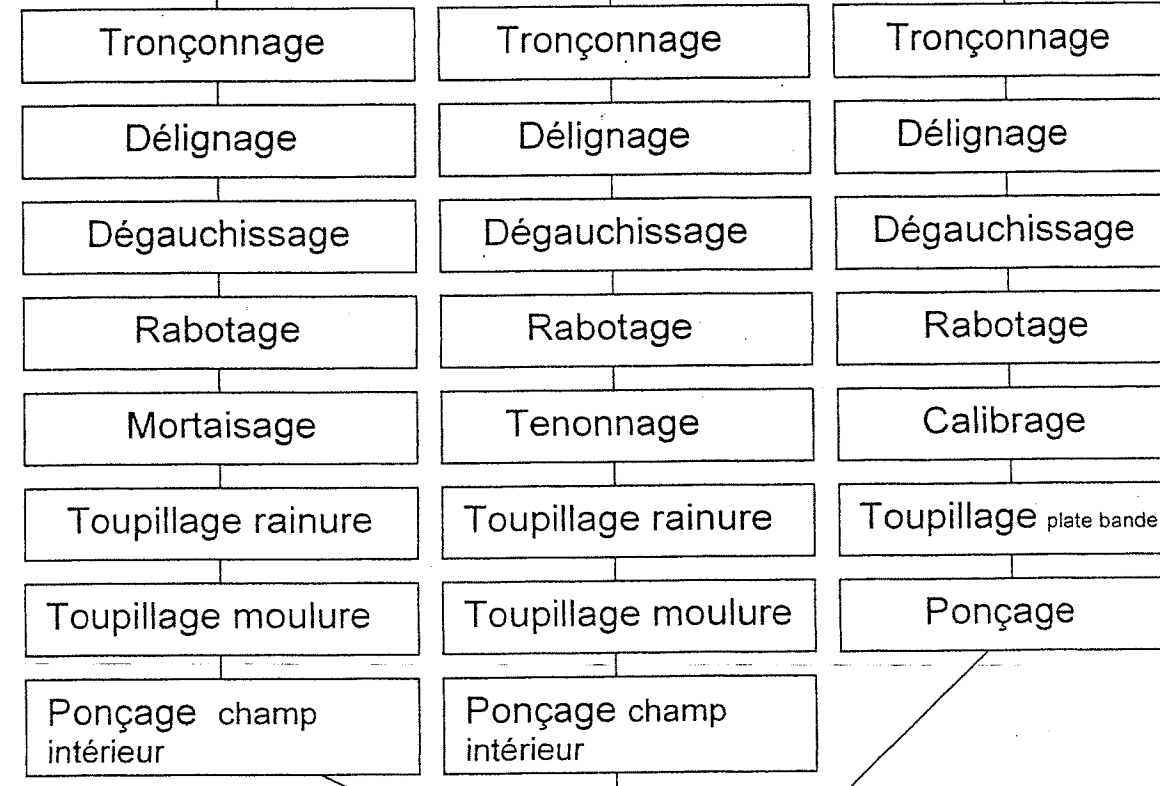 Tronçonnage
Délignage
Dégauchissage
Rabotage
Mortaisage
Toupillage rainure
Toupillage moulure
Ponçage champ
intérieur
Tronçonnage
Délignage
Dégauchissage
Rabotage
Tenonnage
Toupillage rainure
Toupillage moulure
Ponçage champ
intérieur
Tronçonnage
Délignage
Dégauchissage
Rabotage
Calibrage
Toupillage plate bande
Ponçage